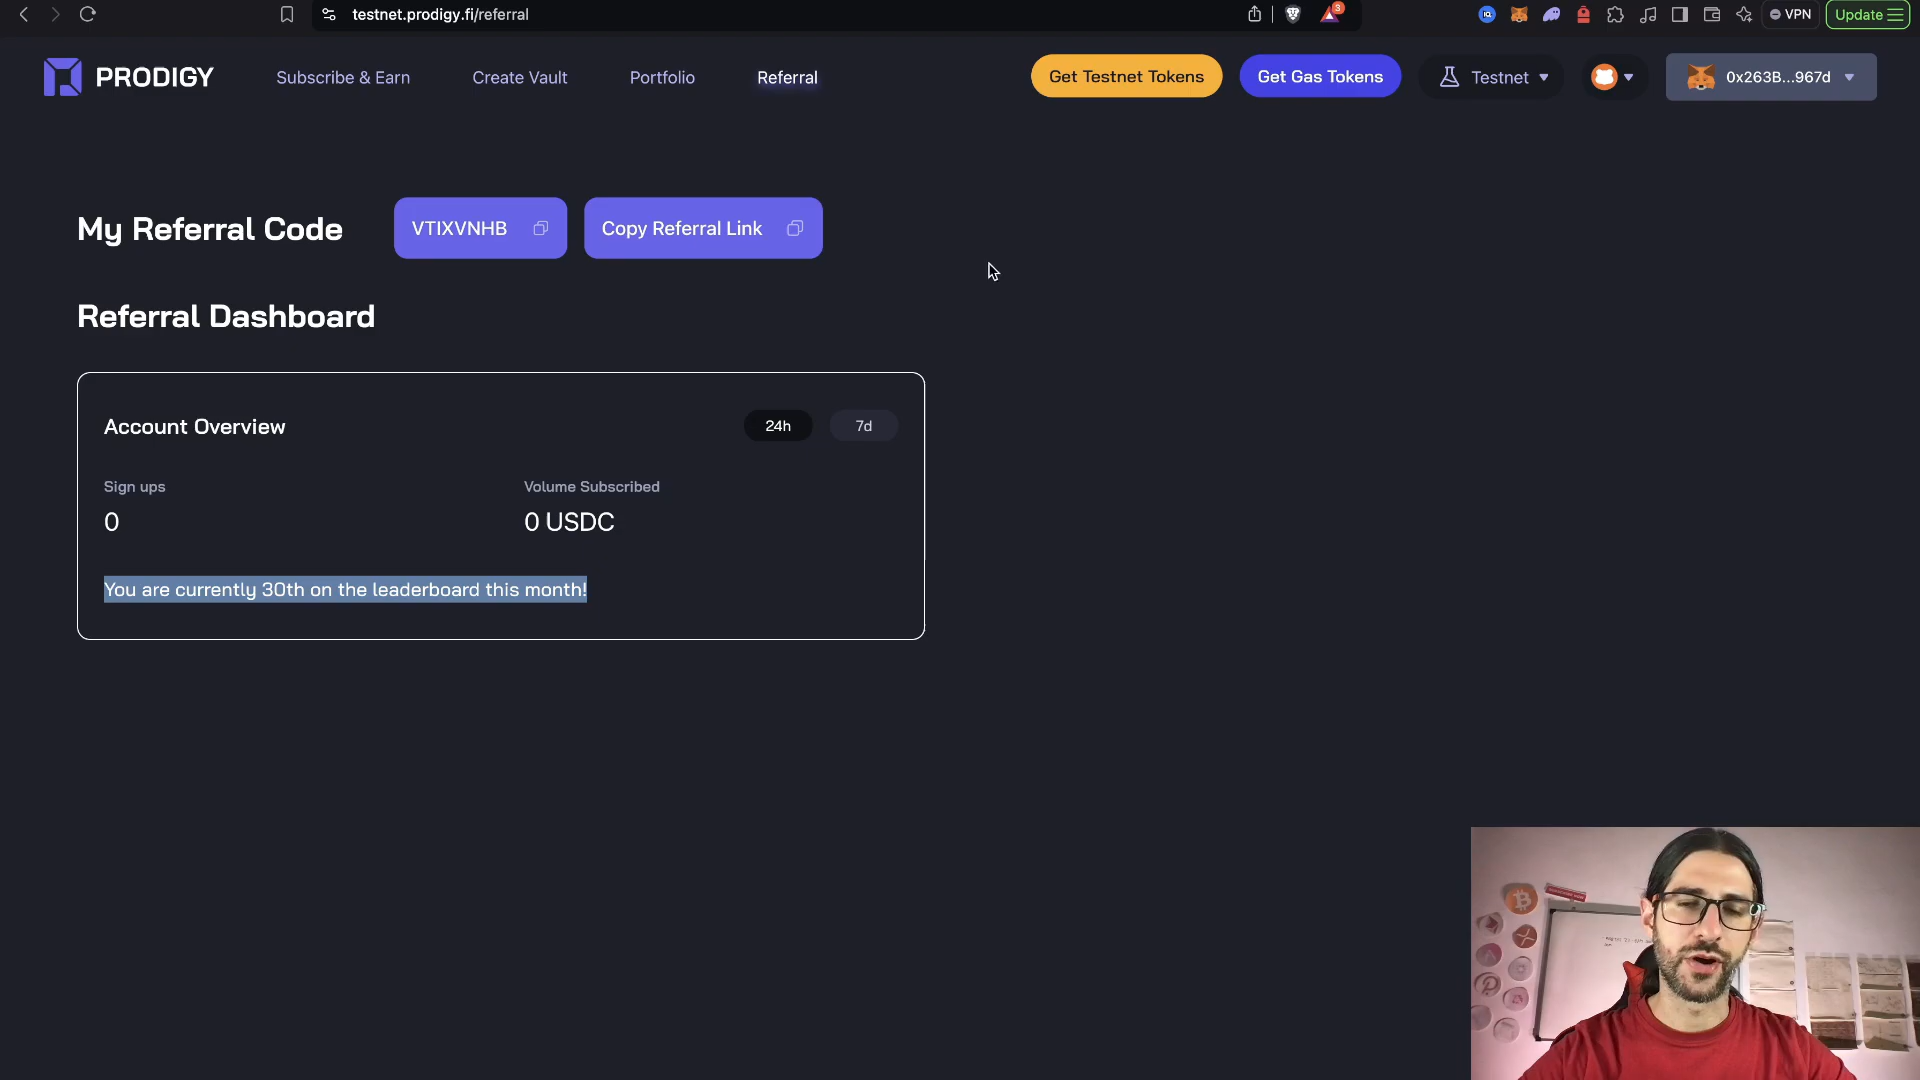 testnet.prodigy.fi/referral
3
VPN
Update
PRODIGY
Subscribe & Earn
Create Vault
Portfolio
Referral
Get Testnet Tokens
Get Gas Tokens
Testnet
0x263B...967d
My Referral Code
VTIXVNHB
Copy Referral Link
Referral Dashboard
Account Overview
24h
7d
Sign ups
Volume Subscribed
0
0 USDC
You are currently 30th on the leaderboard this month!